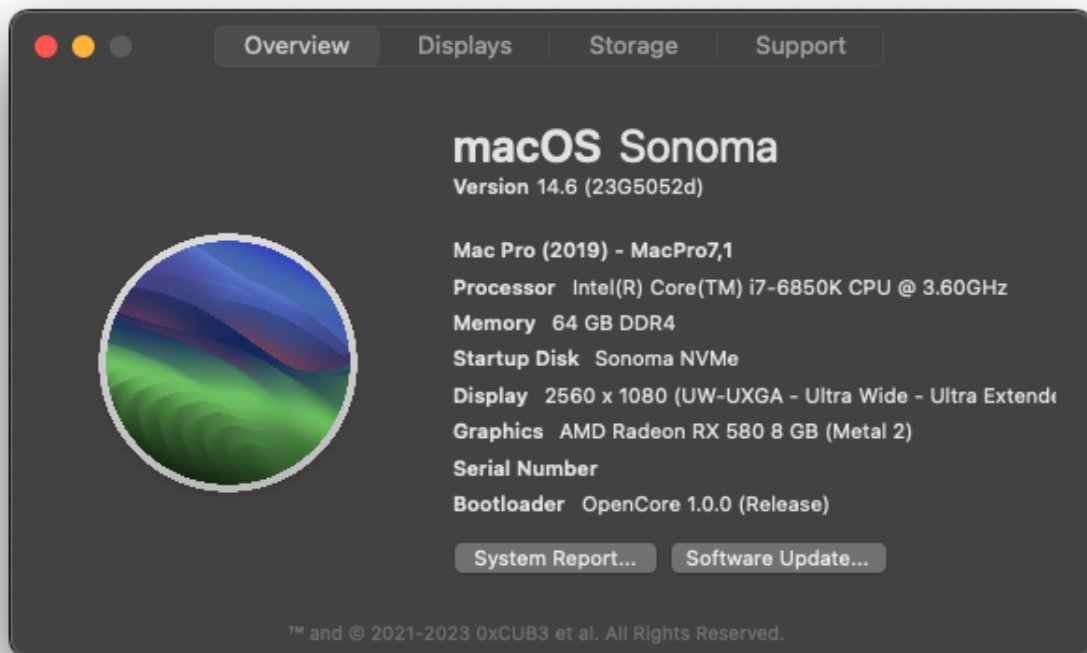 Overview Displays Storage Support
macOS Sonoma
Version 14.6 (23G5052d)
Mac Pro (2019) - MacPro7,1
Processor Intel(R) Core(TM) i7-6850K CPU @ 3.60GHz
Memory 64 GB DDR4
Startup Disk Sonoma NVMe
Display 2560 x 1080 (UW-UXGA - Ultra Wide - Ultra Extende
Graphics AMD Radeon RX 580 8 GB (Metal 2)
Serial Number
Bootloader OpenCore 1.0.0 (Release)
System Report... Software Update...
™ and © 2021-2023 0xCUB3 et al. All Rights Reserved.